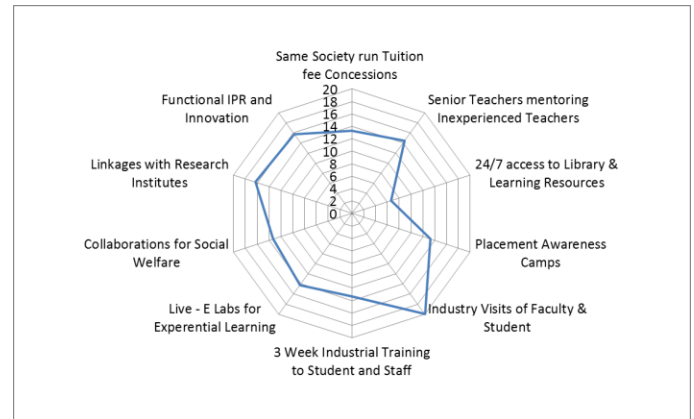 Same Society run Tuition
fee Concessions
Functional IPR and
Innovation
Senior Teachers mentoring
Inexperienced Teachers
20
18
16
14
12
10
8
6
4
2
0
Linkages with Research
Institutes
24/7 access to Library &
Learning Resources
Collaborations for Social
Welfare
Placement Awareness
Camps
Live - E Labs for
Experential Learning
Industry Visits of Faculty &
Student
3 Week Industrial Training
to Student and Staff